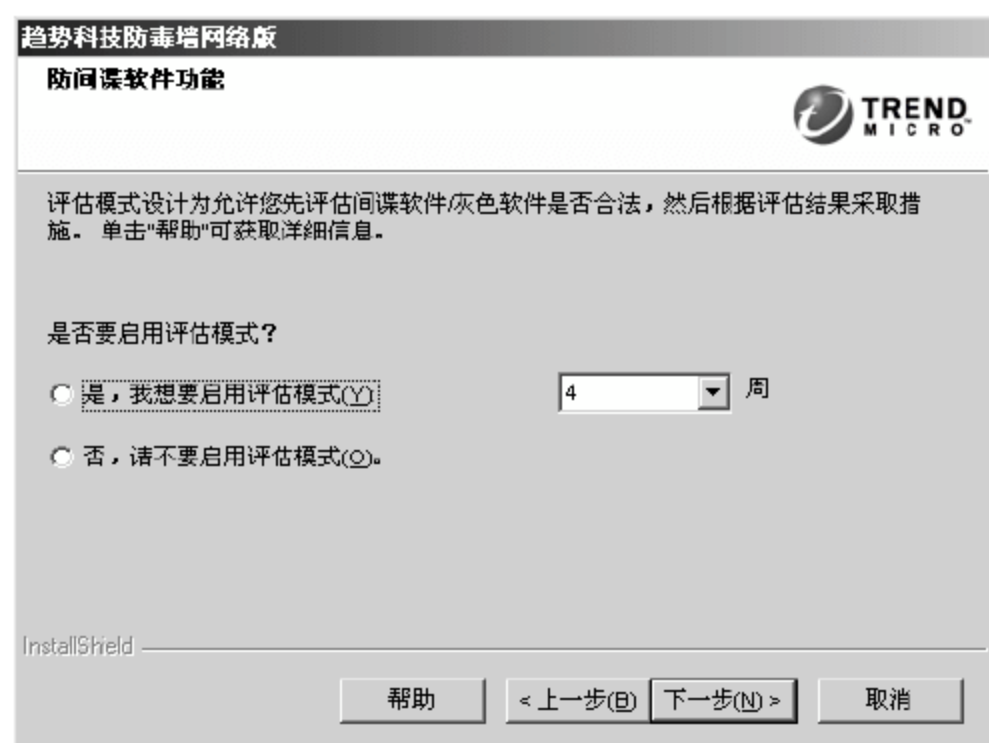 趋势科技防毒墙网络版
防间谍软件功能
TREND
MICRO
评估模式设计为允许您先评估间谍软件/灰色软件是否合法，然后根据评估结果采取措
施。 单击"帮助"可获取详细信息。
是否要启用评估模式？
是，我想要启用评估模式(Y) 4 周
否，请不要启用评估模式(O)。
InstallShield
帮助 < 上一步(B) 下一步(N) > 取消